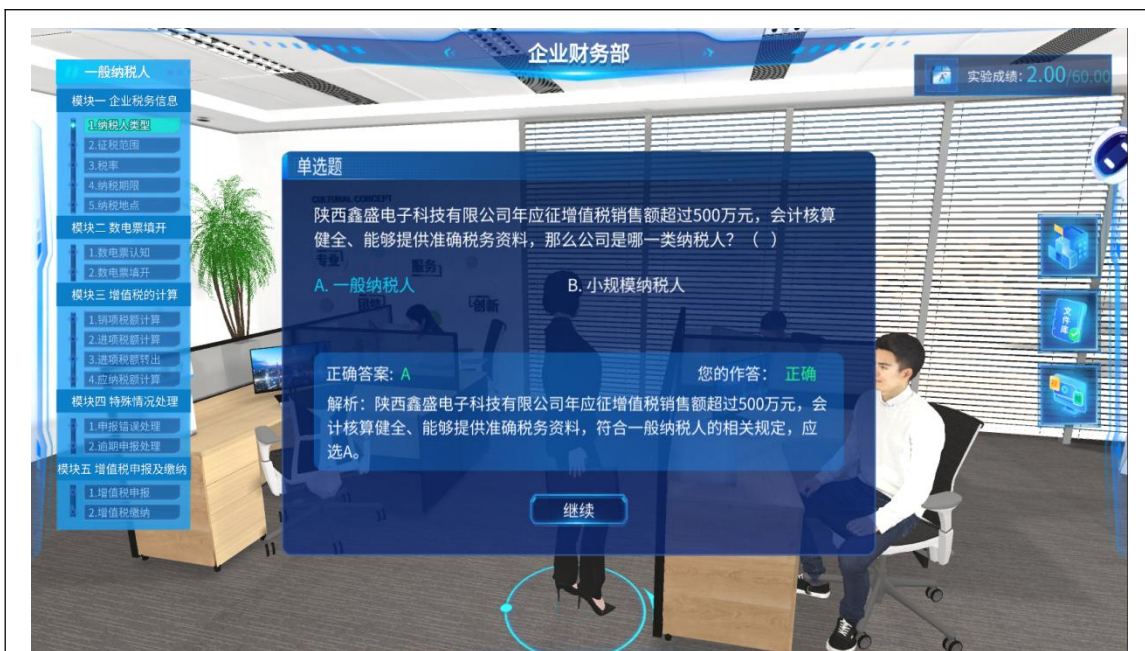 企业财务部
一般纳税人
实验成绩：2.00/60.00
模块一 企业税务信息
1.纳税人类型
2.征税范围
3.税率
4.纳税期限
5.纳税地点
模块二 数电票填开
1.数电票认知
2.数电票填开
模块三 增值税的计算
1.销项税额计算
2.进项税额计算
3.进项税额转出
4.应纳税额计算
模块四 特殊情况处理
1.申报错误处理
2.逾期申报处理
模块五 增值税申报及缴纳
1.增值税申报
2.增值税缴纳
单选题
CULTURAL CONCEPT
陕西鑫盛电子科技有限公司年应征增值税销售额超过500万元，会计核算
健全、能够提供准确税务资料，那么公司是哪一类纳税人？（ ）
专业
服务
A. 一般纳税人
B. 小规模纳税人
团结
创新
正确答案: A
您的作答： 正确
解析：陕西鑫盛电子科技有限公司年应征增值税销售额超过500万元，会
计核算健全、能够提供准确税务资料，符合一般纳税人的相关规定，应
选A。
继续
文件库